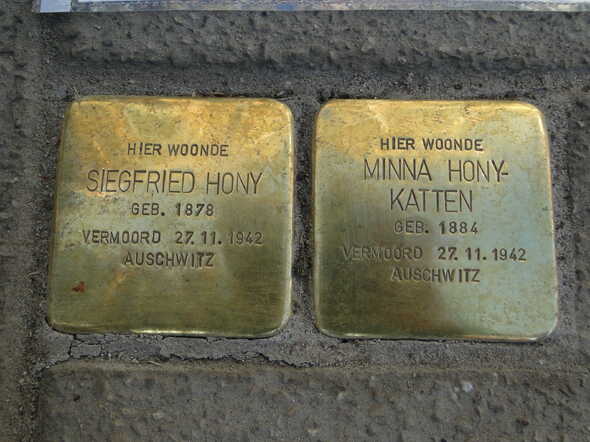 HIER WOONDE
SIEGFRIED HONY
GEB. 1878
VERMOORD 27.11.1942
AUSCHWITZ
HIER WOONDE
MINNA HONY-
KATTEN
GEB. 1884
VERMOORD 27.11.1942
AUSCHWITZ